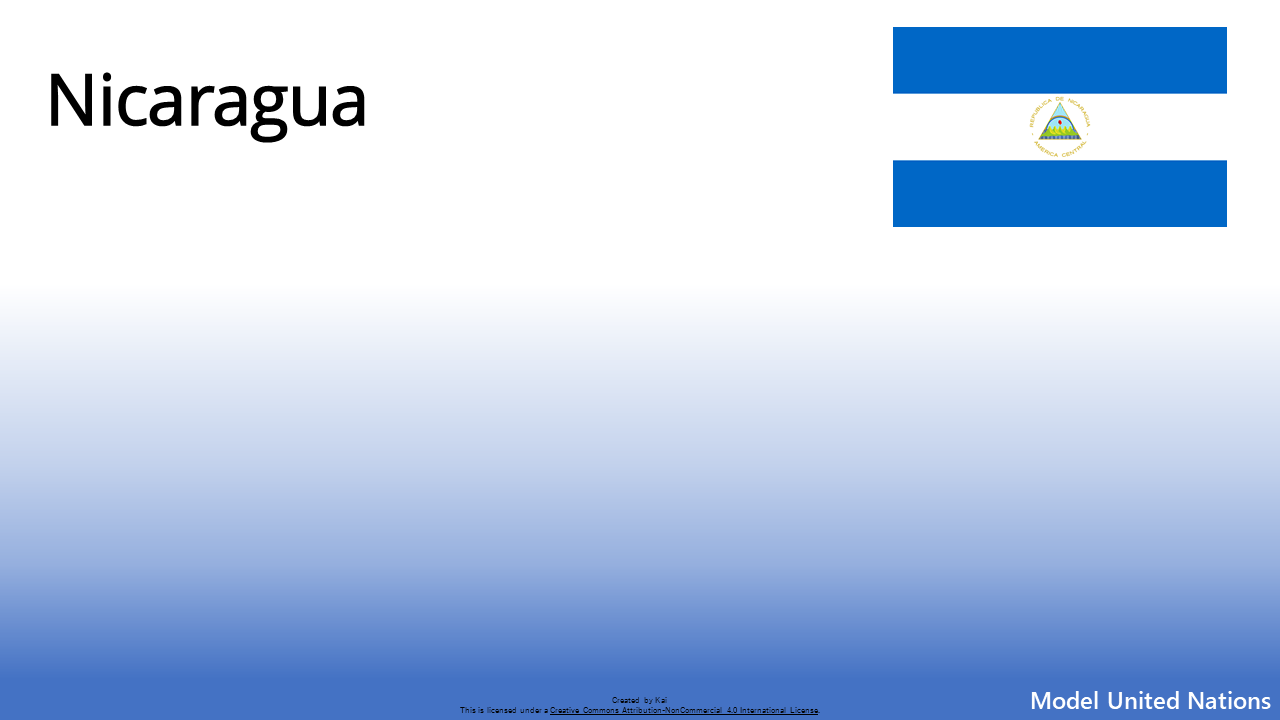 Nicaragua
REPUBLICA DE NICARAGUA
AMERICA CENTRAL
Created by Kai
This is licensed under a Creative Commons Attribution-NonCommercial 4.0 International License.
Model United Nations